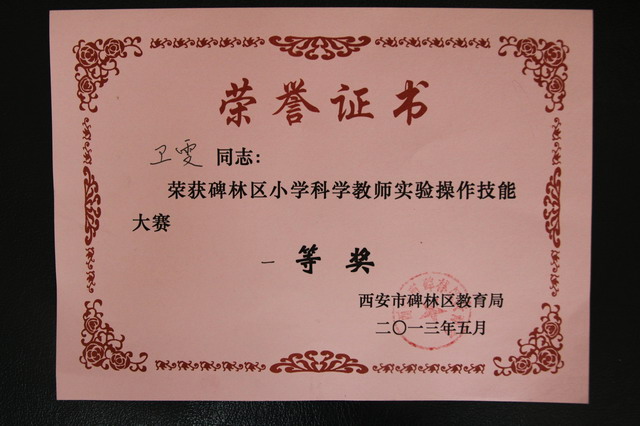 荣誉证书
卫雯 同志：
荣获碑林区小学科学教师实验操作技能
大赛
一等奖
西安市碑林区教育局
二〇一三年五月